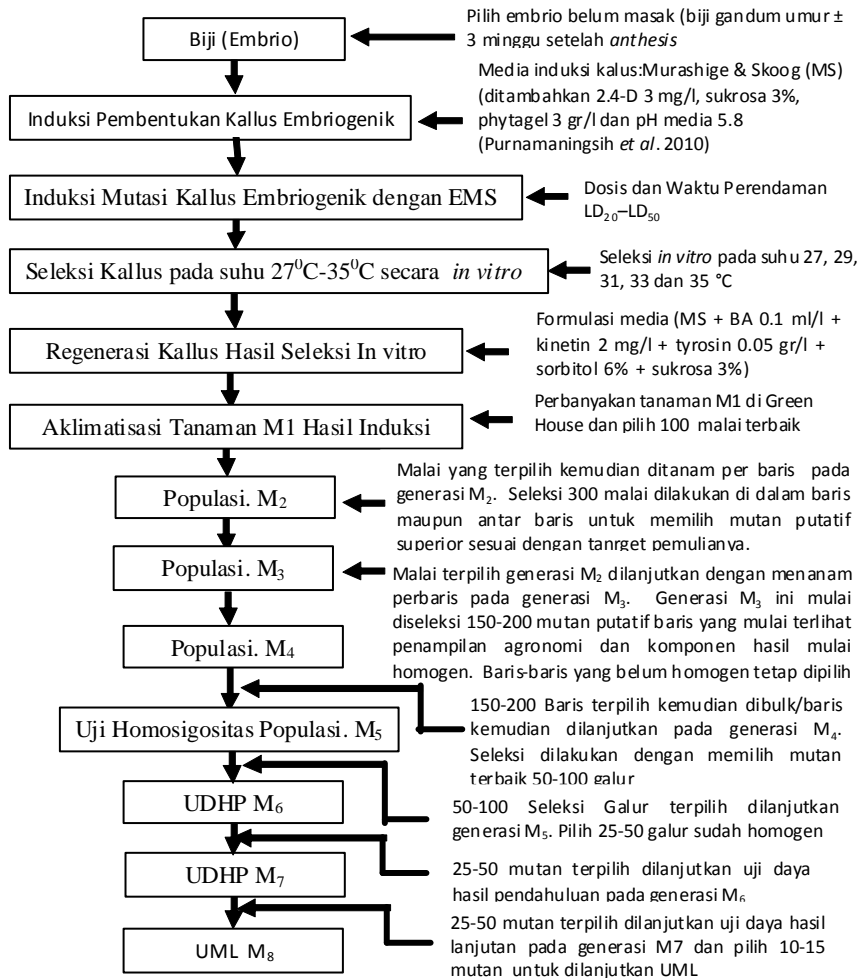 Biji (Embrio)
Pilih embrio belum masak (biji gandum umur ±
3 minggu setelah anthesis
Induksi Pembentukan Kallus Embriogenik
Media induksi kalus:Murashige & Skoog (MS)
(ditambahkan 2.4-D 3 mg/l, sukrosa 3%,
phytagel 3 gr/l dan pH media 5.8
(Purnamaningsih et al. 2010)
Induksi Mutasi Kallus Embriogenik dengan EMS
Dosis dan Waktu Perendaman
LD20–LD50
Seleksi Kallus pada suhu 27⁰C-35⁰C secara in vitro
Seleksi in vitro pada suhu 27, 29,
31, 33 dan 35 °C
Regenerasi Kallus Hasil Seleksi In vitro
Formulasi media (MS + BA 0.1 ml/l +
kinetin 2 mg/l + tyrosin 0.05 gr/l +
sorbitol 6% + sukrosa 3%)
Aklimatisasi Tanaman M1 Hasil Induksi
Perbanyakan tanaman M1 di Green
House dan pilih 100 malai terbaik
Populasi. M2
Malai yang terpilih kemudian ditanam per baris pada
generasi M2. Seleksi 300 malai dilakukan di dalam baris
maupun antar baris untuk memilih mutan putatif
superior sesuai dengan tanrget pemulianya.
Populasi. M3
Malai terpilih generasi M2 dilanjutkan dengan menanam
perbaris pada generasi M3. Generasi M3 ini mulai
diseleksi 150-200 mutan putatif baris yang mulai terlihat
penampilan agronomi dan komponen hasil mulai
homogen. Baris-baris yang belum homogen tetap dipilih
Populasi. M4
150-200 Baris terpilih kemudian dibulk/baris
kemudian dilanjutkan pada generasi M4.
Seleksi dilakukan dengan memilih mutan
terbaik 50-100 galur
Uji Homosigositas Populasi. M5
50-100 Seleksi Galur terpilih dilanjutkan
generasi M5. Pilih 25-50 galur sudah homogen
UDHP M6
25-50 mutan terpilih dilanjutkan uji daya
hasil pendahuluan pada generasi M6
UDHP M7
25-50 mutan terpilih dilanjutkan uji daya hasil
lanjutan pada generasi M7 dan pilih 10-15
mutan untuk dilanjutkan UML
UML M8